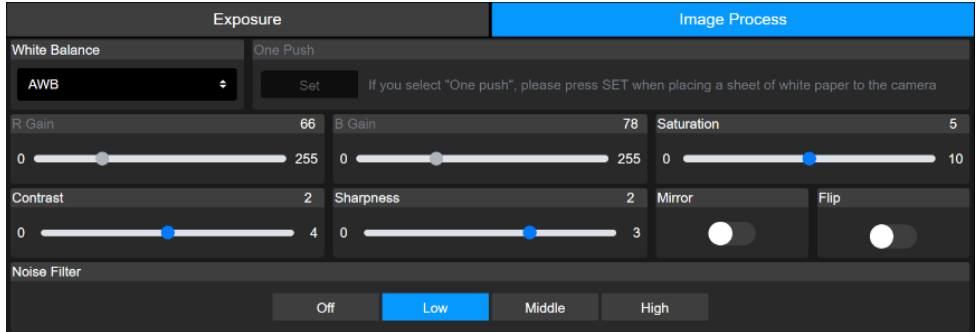 Exposure Image Process
White Balance One Push
AWB Set If you select "One push", please press SET when placing a sheet of white paper to the camera
R Gain 66 B Gain 78 Saturation 5
0 255 0 255 0 10
Contrast 2 Sharpness 2 Mirror Flip
0 4 0 3
Noise Filter
Off Low Middle High